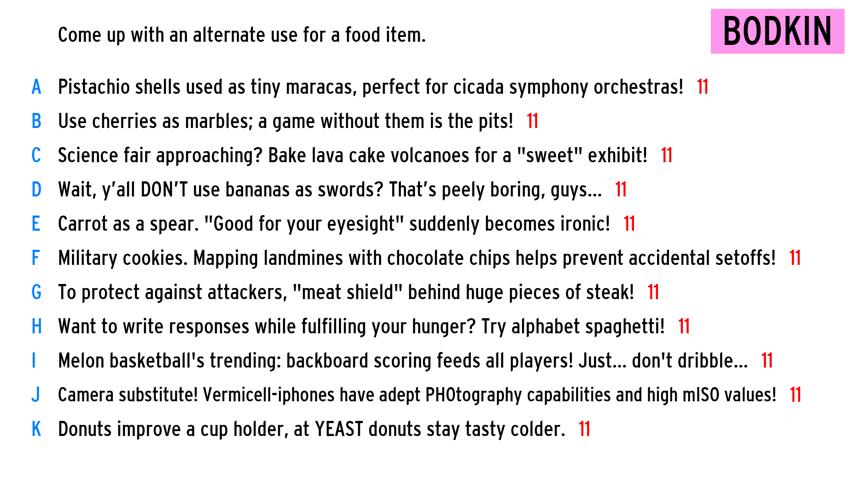 Come up with an alternate use for a food item.
BODKIN
A Pistachio shells used as tiny maracas, perfect for cicada symphony orchestras! 11
B Use cherries as marbles; a game without them is the pits! 11
C Science fair approaching? Bake lava cake volcanoes for a "sweet" exhibit! 11
D Wait, y’all DON’T use bananas as swords? That’s peely boring, guys... 11
E Carrot as a spear. "Good for your eyesight" suddenly becomes ironic! 11
F Military cookies. Mapping landmines with chocolate chips helps prevent accidental setoffs! 11
G To protect against attackers, "meat shield" behind huge pieces of steak! 11
H Want to write responses while fulfilling your hunger? Try alphabet spaghetti! 11
I Melon basketball's trending: backboard scoring feeds all players! Just... don't dribble... 11
J Camera substitute! Vermicell-iphones have adept PHOtography capabilities and high mISO values! 11
K Donuts improve a cup holder, at YEAST donuts stay tasty colder. 11